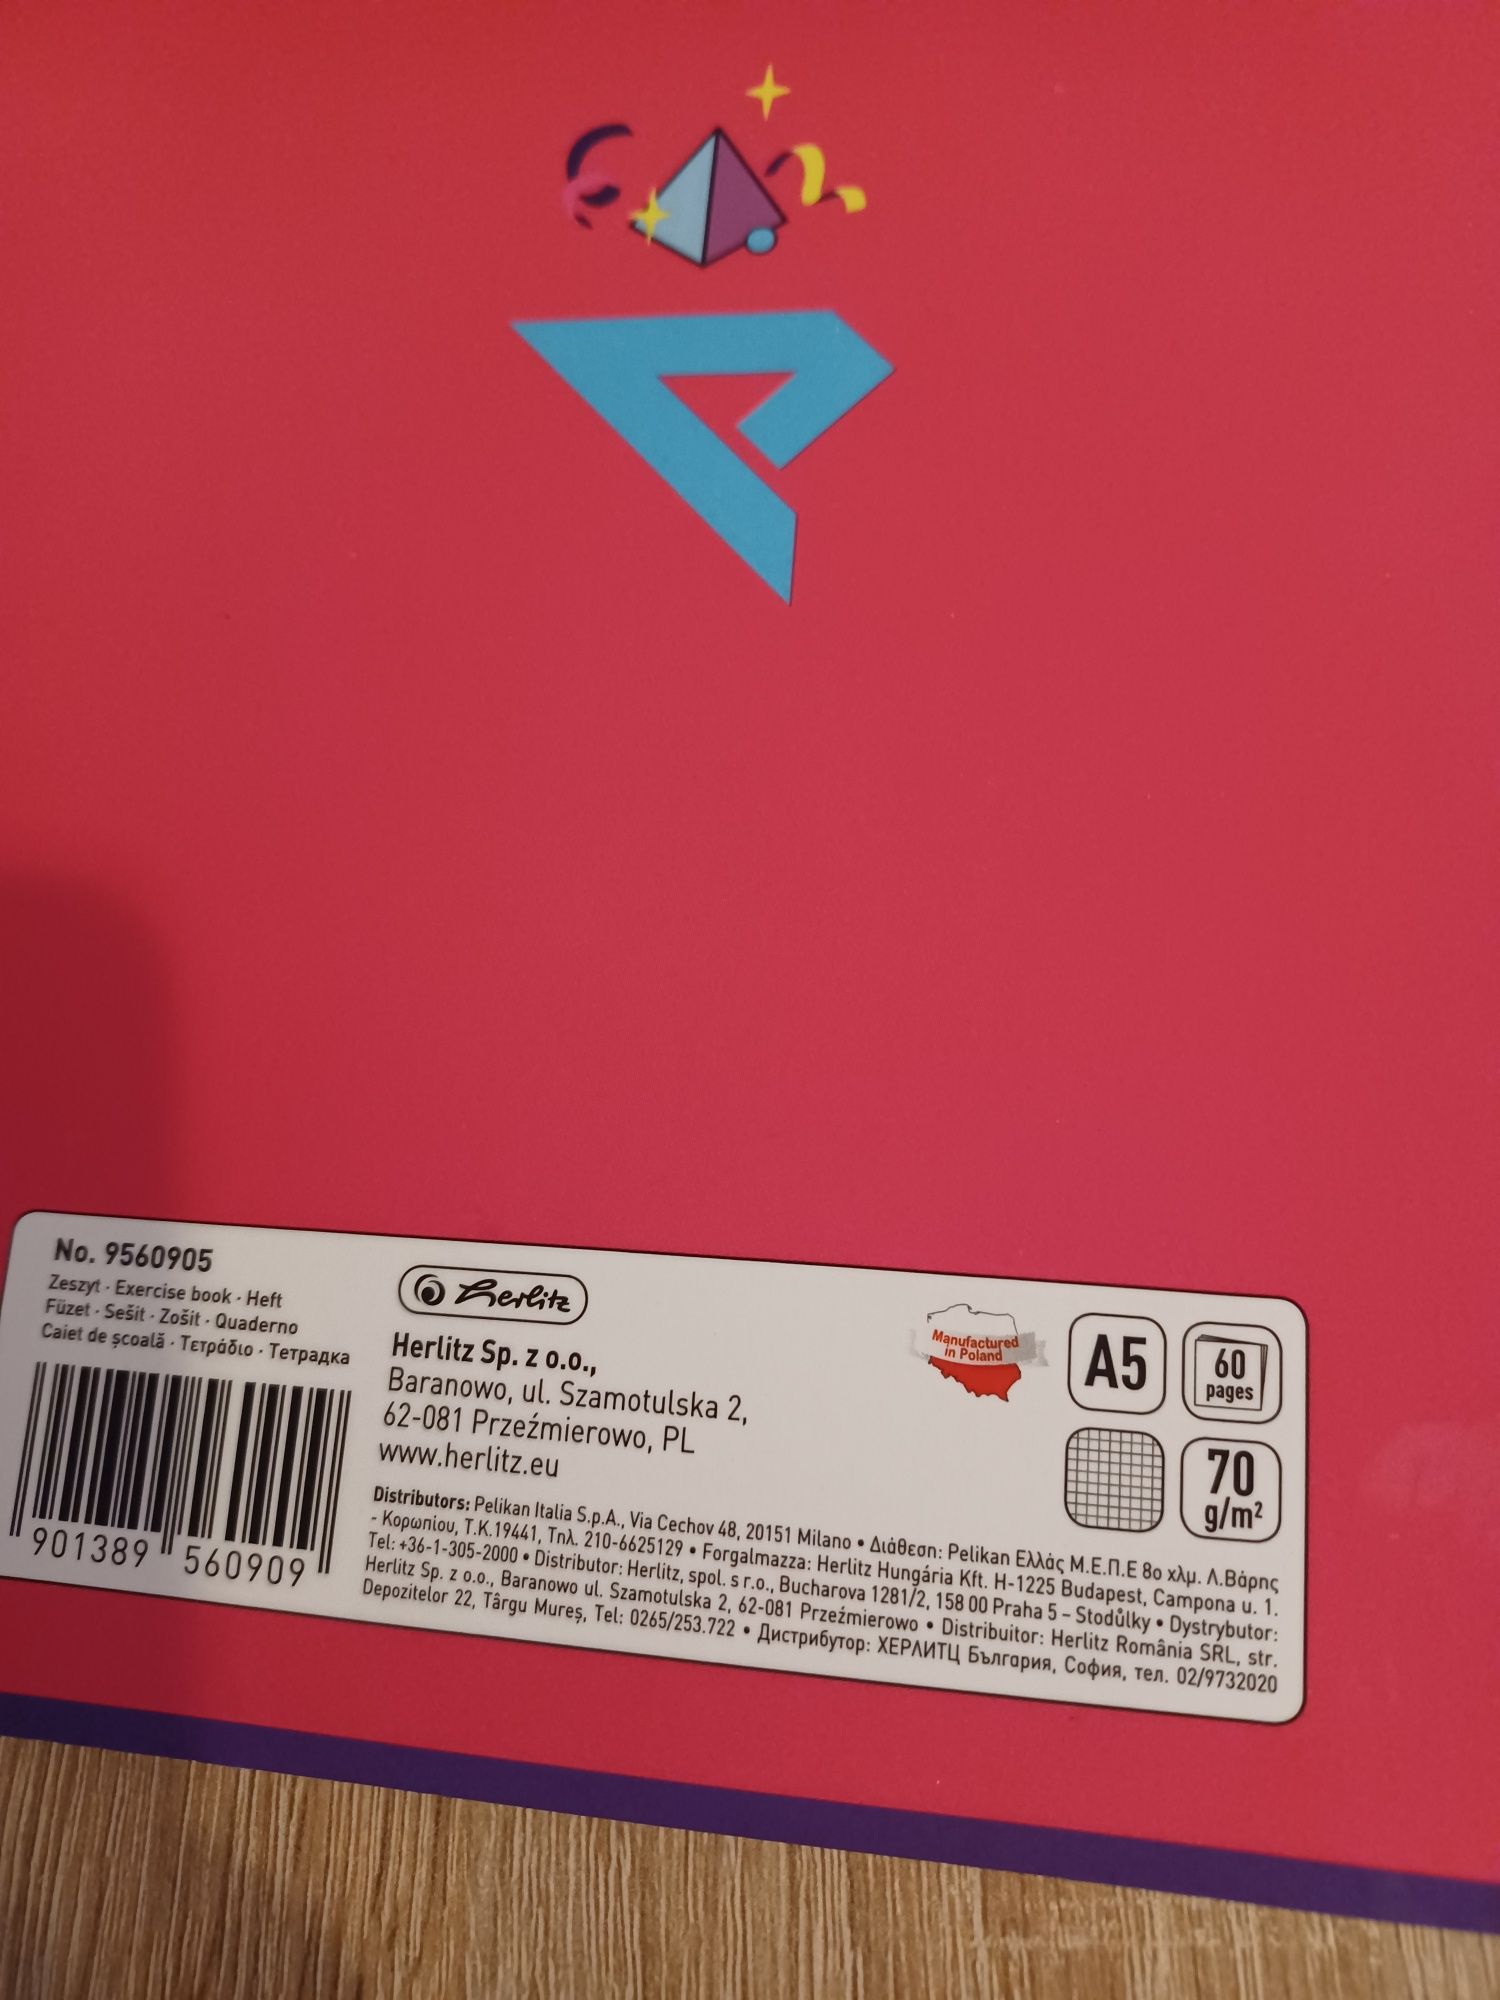 No. 9560905
Zeszyt · Exercise book · Heft
Füzet · Sešit · Zošit · Quaderno
Caiet de școală · Τετράδιο · Тетрадка
901389 560909
herlitz
Herlitz Sp. z o.o.,
Baranowo, ul. Szamotulska 2,
62-081 Przeźmierowo, PL
www.herlitz.eu
Manufactured
in Poland
A5
60
pages
70
g/m²
Distributors: Pelikan Italia S.p.A., Via Cechov 48, 20151 Milano • Διάθεση: Pelikan Ελλάς Μ.Ε.Π.Ε 8ο χλμ. Λ.Βάρης
- Κορωπίου, Τ.Κ.19441, Τηλ. 210-6625129 • Forgalmazza: Herlitz Hungária Kft. H-1225 Budapest, Campona u. 1.
Tel: +36-1-305-2000 • Distributor: Herlitz, spol. s r.o., Bucharova 1281/2, 158 00 Praha 5 – Stodůlky • Dystrybutor:
Herlitz Sp. z o.o., Baranowo ul. Szamotulska 2, 62-081 Przeźmierowo • Distribuitor: Herlitz România SRL, str.
Depozitelor 22, Târgu Mureș, Tel: 0265/253.722 • Дистрибутор: ХЕРЛИТЦ България, София, тел. 02/9732020